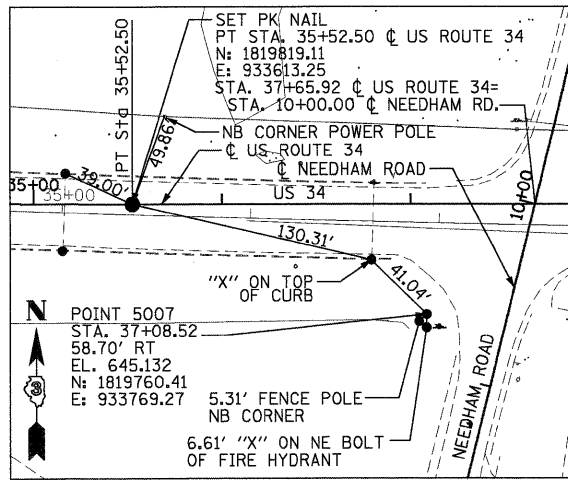 SET PK NAIL
PT STA. 35+52.50 ℄ US ROUTE 34
N: 1819819.11
E: 933613.25
STA. 37+65.92 ℄ US ROUTE 34=
STA. 10+00.00 ℄ NEEDHAM RD.
PT Sta 35+52.50
49.86'
NB CORNER POWER POLE
℄ US ROUTE 34
℄ NEEDHAM ROAD
39.00'
35+00
35+00
US 34
10+00
130.31'
"X" ON TOP
OF CURB
41.04'
N
3
POINT 5007
STA. 37+08.52
58.70' RT
EL. 645.132
N: 1819760.41
E: 933769.27
5.31' FENCE POLE
NB CORNER
6.61' "X" ON NE BOLT
OF FIRE HYDRANT
NEEDHAM ROAD